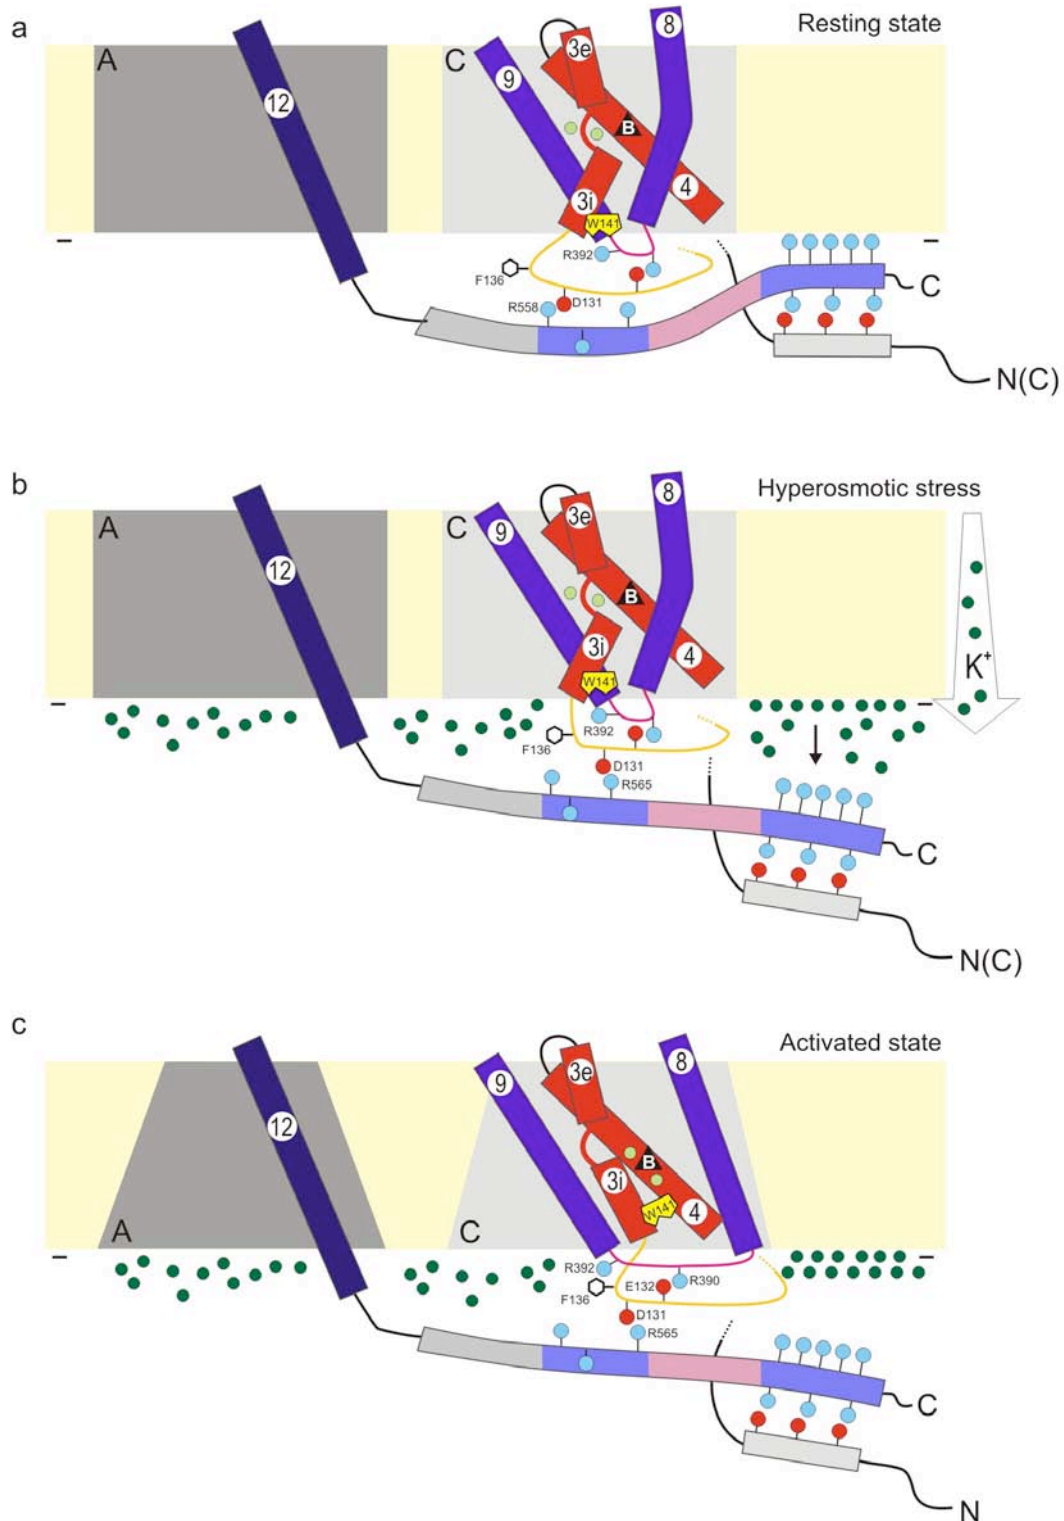 a
Resting state
A
C
12
9
3e
8
B
4
3i
W141
R392
F136
D131
R558
–
–
C
N(C)
b
Hyperosmotic stress
A
C
12
9
3e
8
B
4
3i
W141
K+
R392
F136
D131
R565
–
–
C
N(C)
c
Activated state
A
C
12
9
3e
8
B
3i
W141
4
R392
E132
R390
F136
D131
R565
–
–
C
N